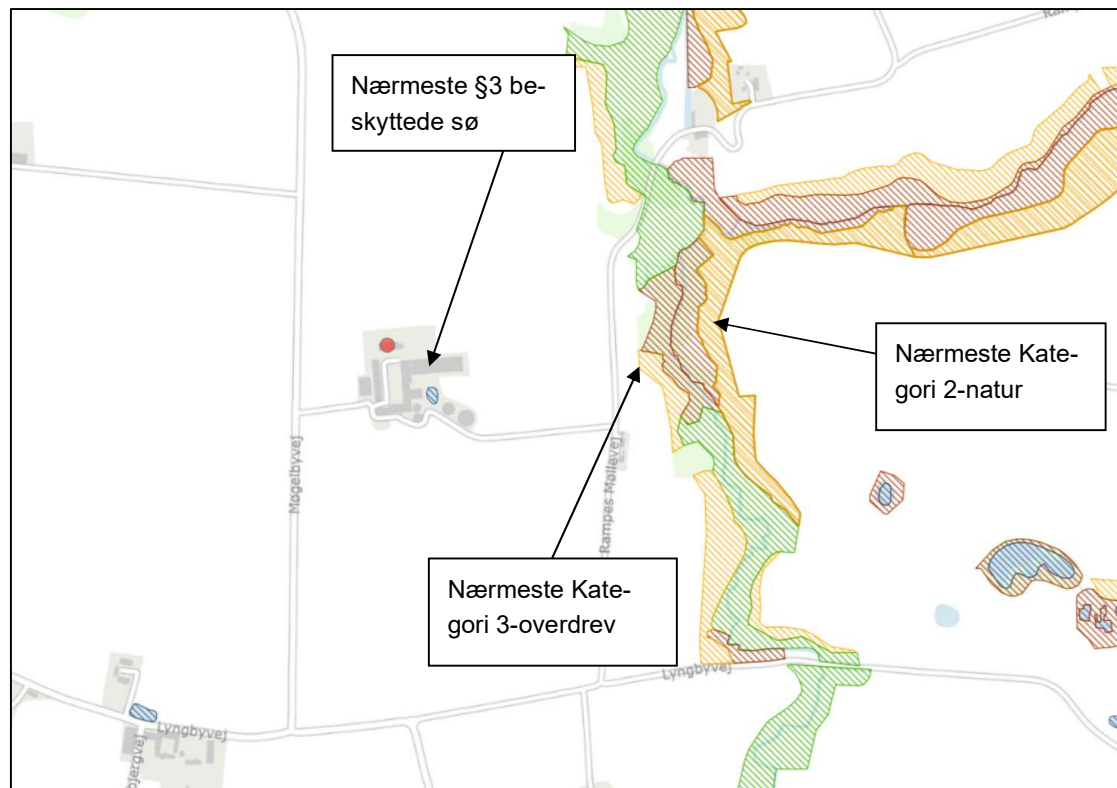 Nærmeste §3 be-
skyttede sø
Nærmeste Kate-
gori 2-natur
Møgelbyvej
Rampes Møllevej
Nærmeste Kate-
gori 3-overdrev
Lyngbyvej
Lyngbyvej
bjergvej